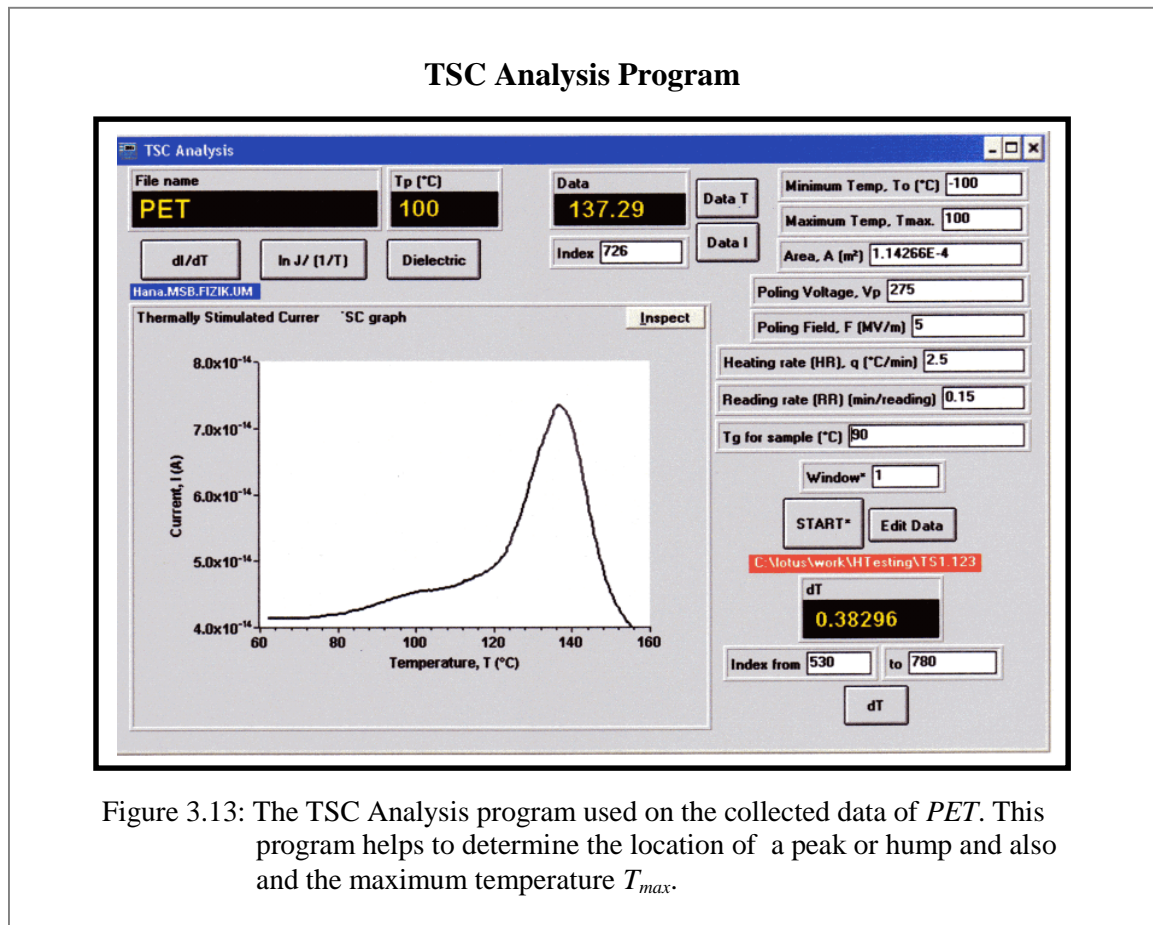 TSC Analysis Program
TSC Analysis
File name
PET
Tp (°C)
100
Data
137.29
Data T
Data I
Index 726
dI/dT
ln J/ (1/T)
Dielectric
Hana.MSB.FIZIK.UM
Minimum Temp, To (°C) -100
Maximum Temp, Tmax. 100
Area, A (m²) 1.14266E-4
Poling Voltage, Vp 275
Poling Field, F (MV/m) 5
Heating rate (HR), q (°C/min) 2.5
Reading rate (RR) (min/reading) 0.15
Tg for sample (°C) 90
Window* 1
START*
Edit Data
C:\lotus\work\HTesting\TS1.123
dT
0.38296
Index from 530 to 780
dT
Thermally Stimulated Currer SC graph
Inspect
8.0x10⁻¹⁴
7.0x10⁻¹⁴
6.0x10⁻¹⁴
5.0x10⁻¹⁴
4.0x10⁻¹⁴
Current, I (A)
60 80 100 120 140 160
Temperature, T (°C)
Figure 3.13: The TSC Analysis program used on the collected data of PET. This
program helps to determine the location of a peak or hump and also
and the maximum temperature Tmax.